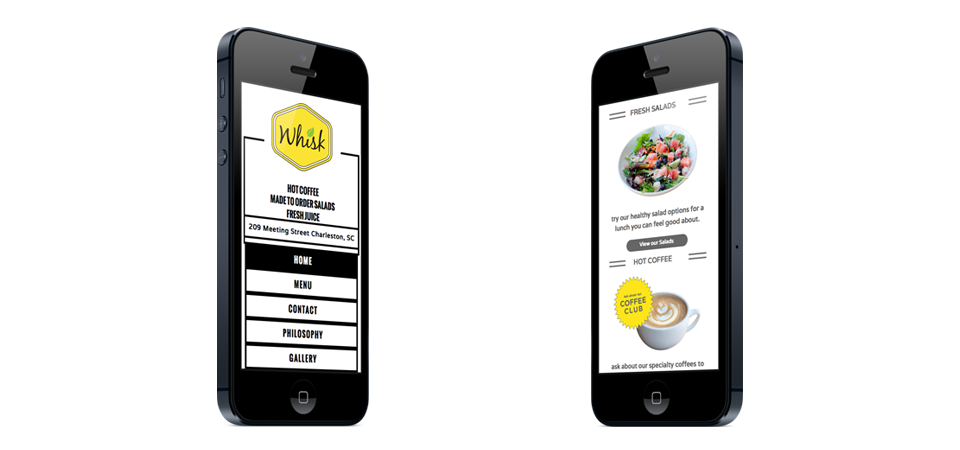 Whisk
HOT COFFEE
MADE TO ORDER SALADS
FRESH JUICE
209 Meeting Street Charleston, SC
HOME
MENU
CONTACT
PHILOSOPHY
GALLERY
FRESH SALADS
try our healthy salad options for a
lunch you can feel good about.
View our Salads
HOT COFFEE
COFFEE
CLUB
ask about our specialty coffees to